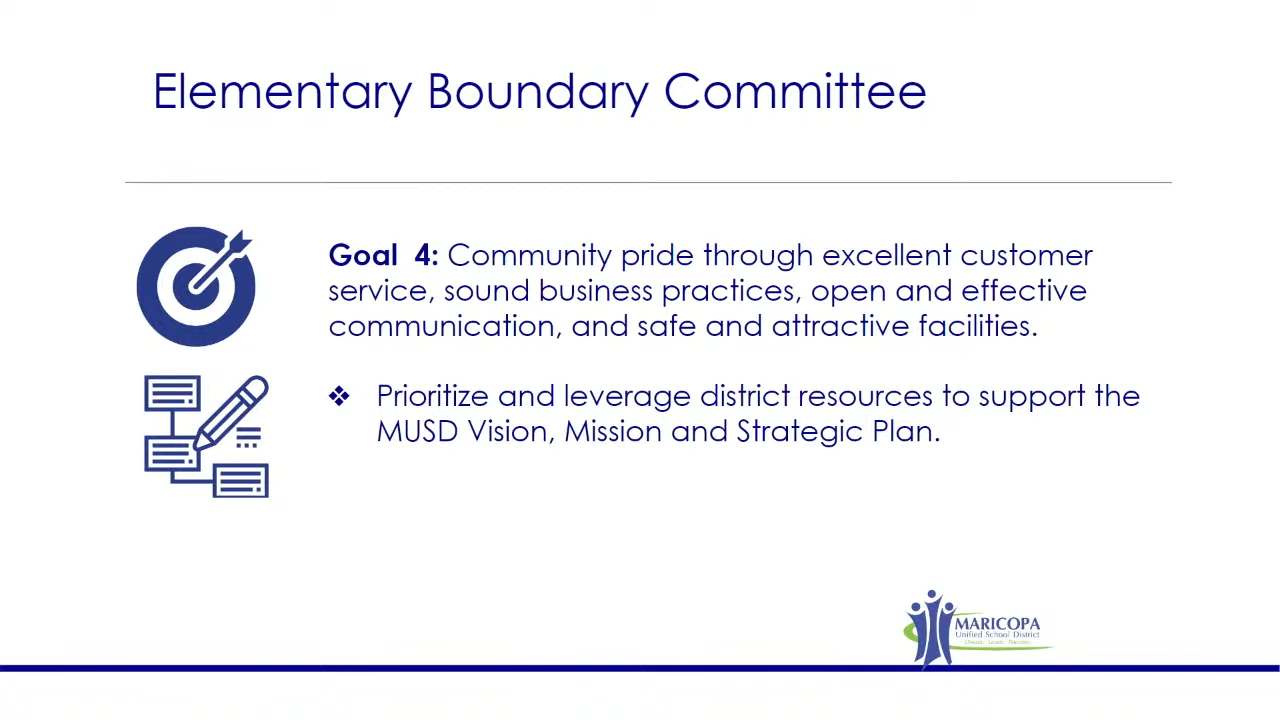 Elementary Boundary Committee
Goal 4: Community pride through excellent customer
service, sound business practices, open and effective
communication, and safe and attractive facilities.
❖ Prioritize and leverage district resources to support the
MUSD Vision, Mission and Strategic Plan.
MARICOPA
Unified School District